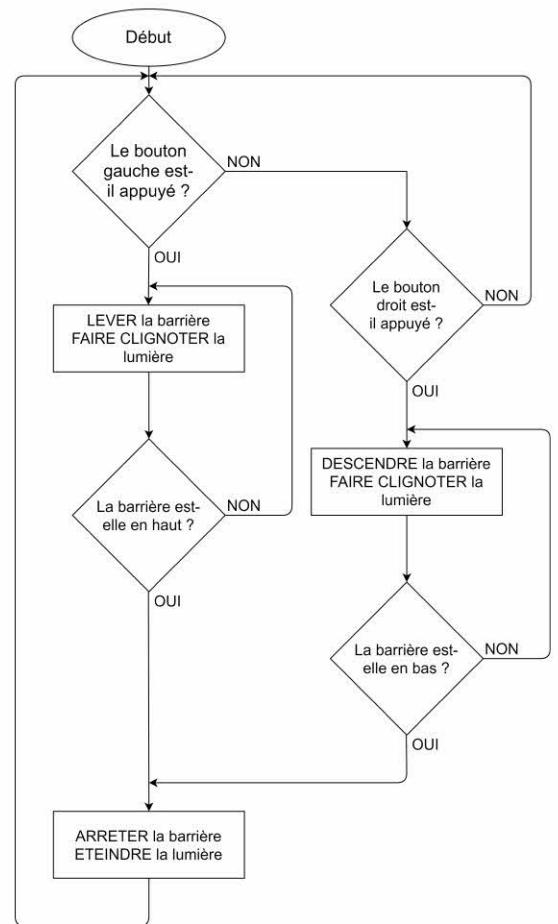 Début
Le bouton
gauche est-
il appuyé ?
NON
OUI
Le bouton
droit est-
il appuyé ?
NON
OUI
LEVER la barrière
FAIRE CLIGNOTER la
lumière
DESCENDRE la barrière
FAIRE CLIGNOTER la
lumière
La barrière est-
elle en haut ?
NON
OUI
La barrière est-
elle en bas ?
NON
OUI
ARRETER la barrière
ETEINDRE la lumière